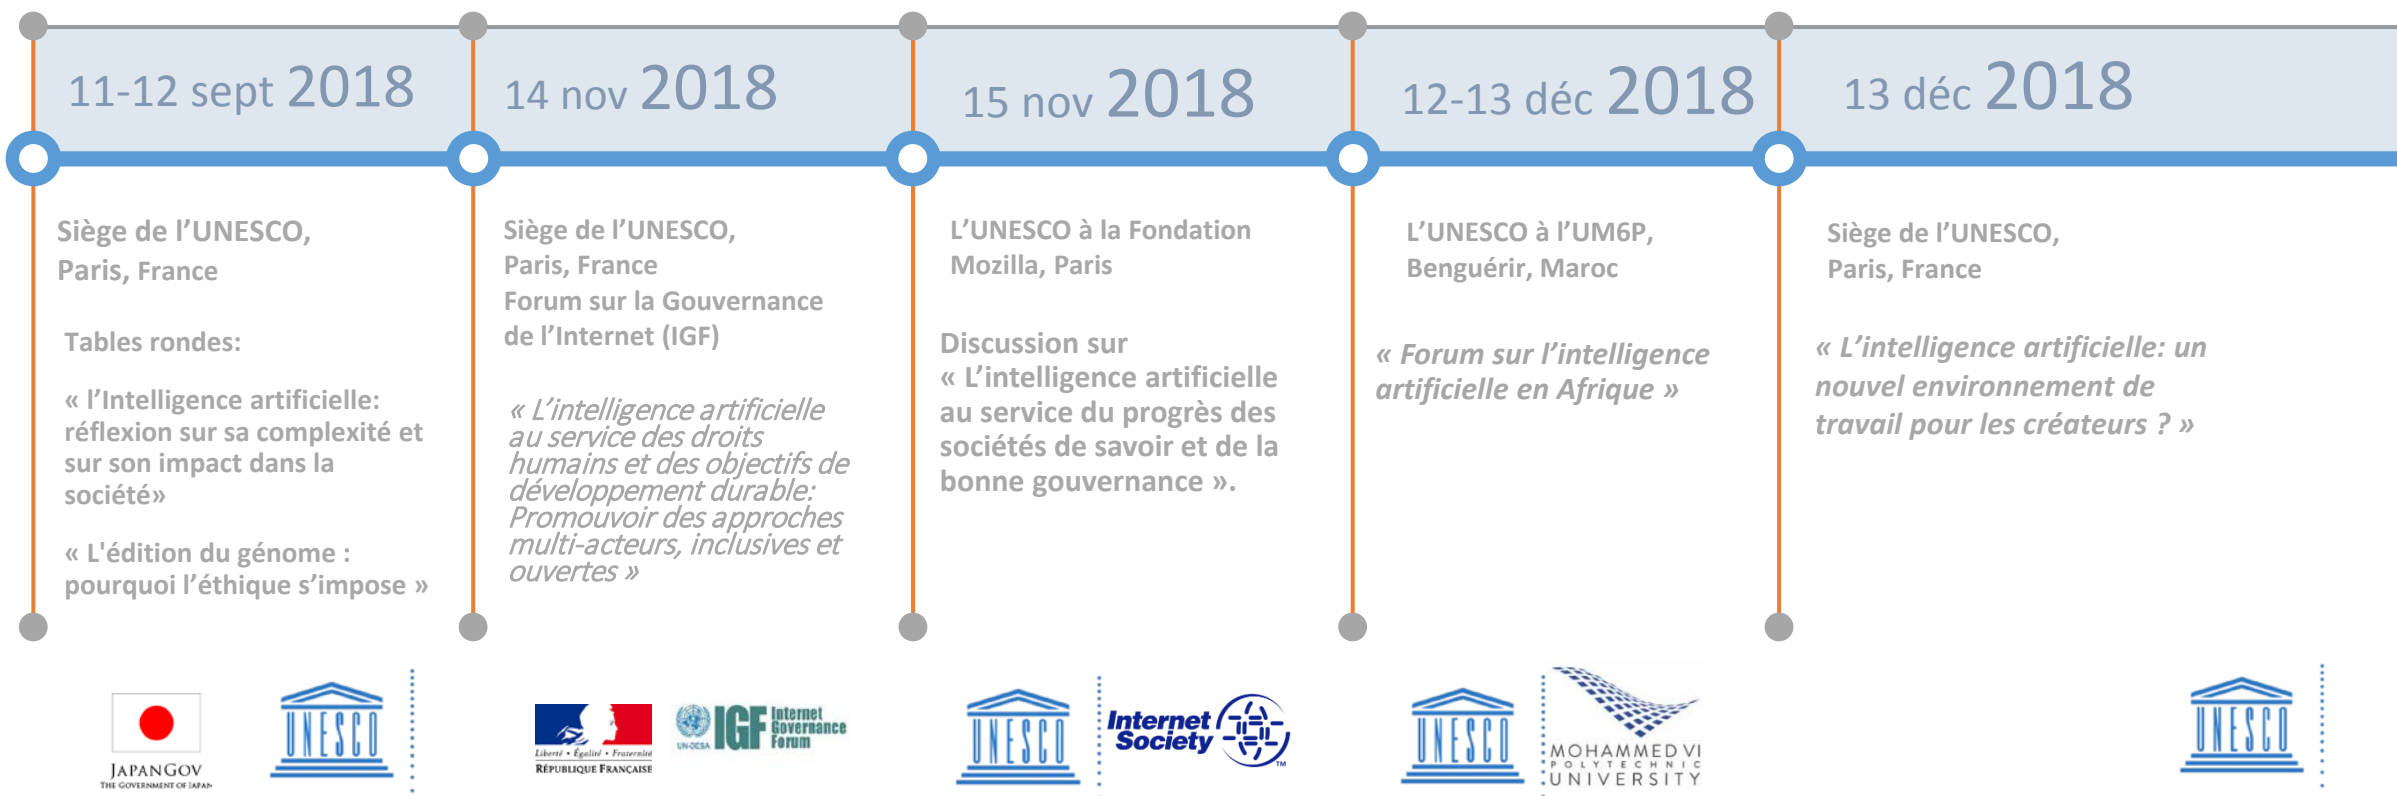 11-12 sept 2018
14 nov 2018
15 nov 2018
12-13 déc 2018
13 déc 2018
Siège de l’UNESCO,
Paris, France
Tables rondes:
« l’Intelligence artificielle:
réflexion sur sa complexité et
sur son impact dans la
société»
« L'édition du génome :
pourquoi l’éthique s’impose »
Siège de l’UNESCO,
Paris, France
Forum sur la Gouvernance
de l’Internet (IGF)
« L’intelligence artificielle
au service des droits
humains et des objectifs de
développement durable:
Promouvoir des approches
multi-acteurs, inclusives et
ouvertes »
L’UNESCO à la Fondation
Mozilla, Paris
Discussion sur
« L’intelligence artificielle
au service du progrès des
sociétés de savoir et de la
bonne gouvernance ».
L’UNESCO à l’UM6P,
Benguérir, Maroc
« Forum sur l’intelligence
artificielle en Afrique »
Siège de l’UNESCO,
Paris, France
« L’intelligence artificielle: un
nouvel environnement de
travail pour les créateurs ? »
JAPANGOV
THE GOVERNMENT OF JAPAN
UNESCO
Liberté • Égalité • Fraternité
RÉPUBLIQUE FRANÇAISE
UN-DESA
IGF
Internet
Governance
Forum
UNESCO
Internet
Society
TM
UNESCO
MOHAMMED VI
POLYTECHNIC
UNIVERSITY
UNESCO